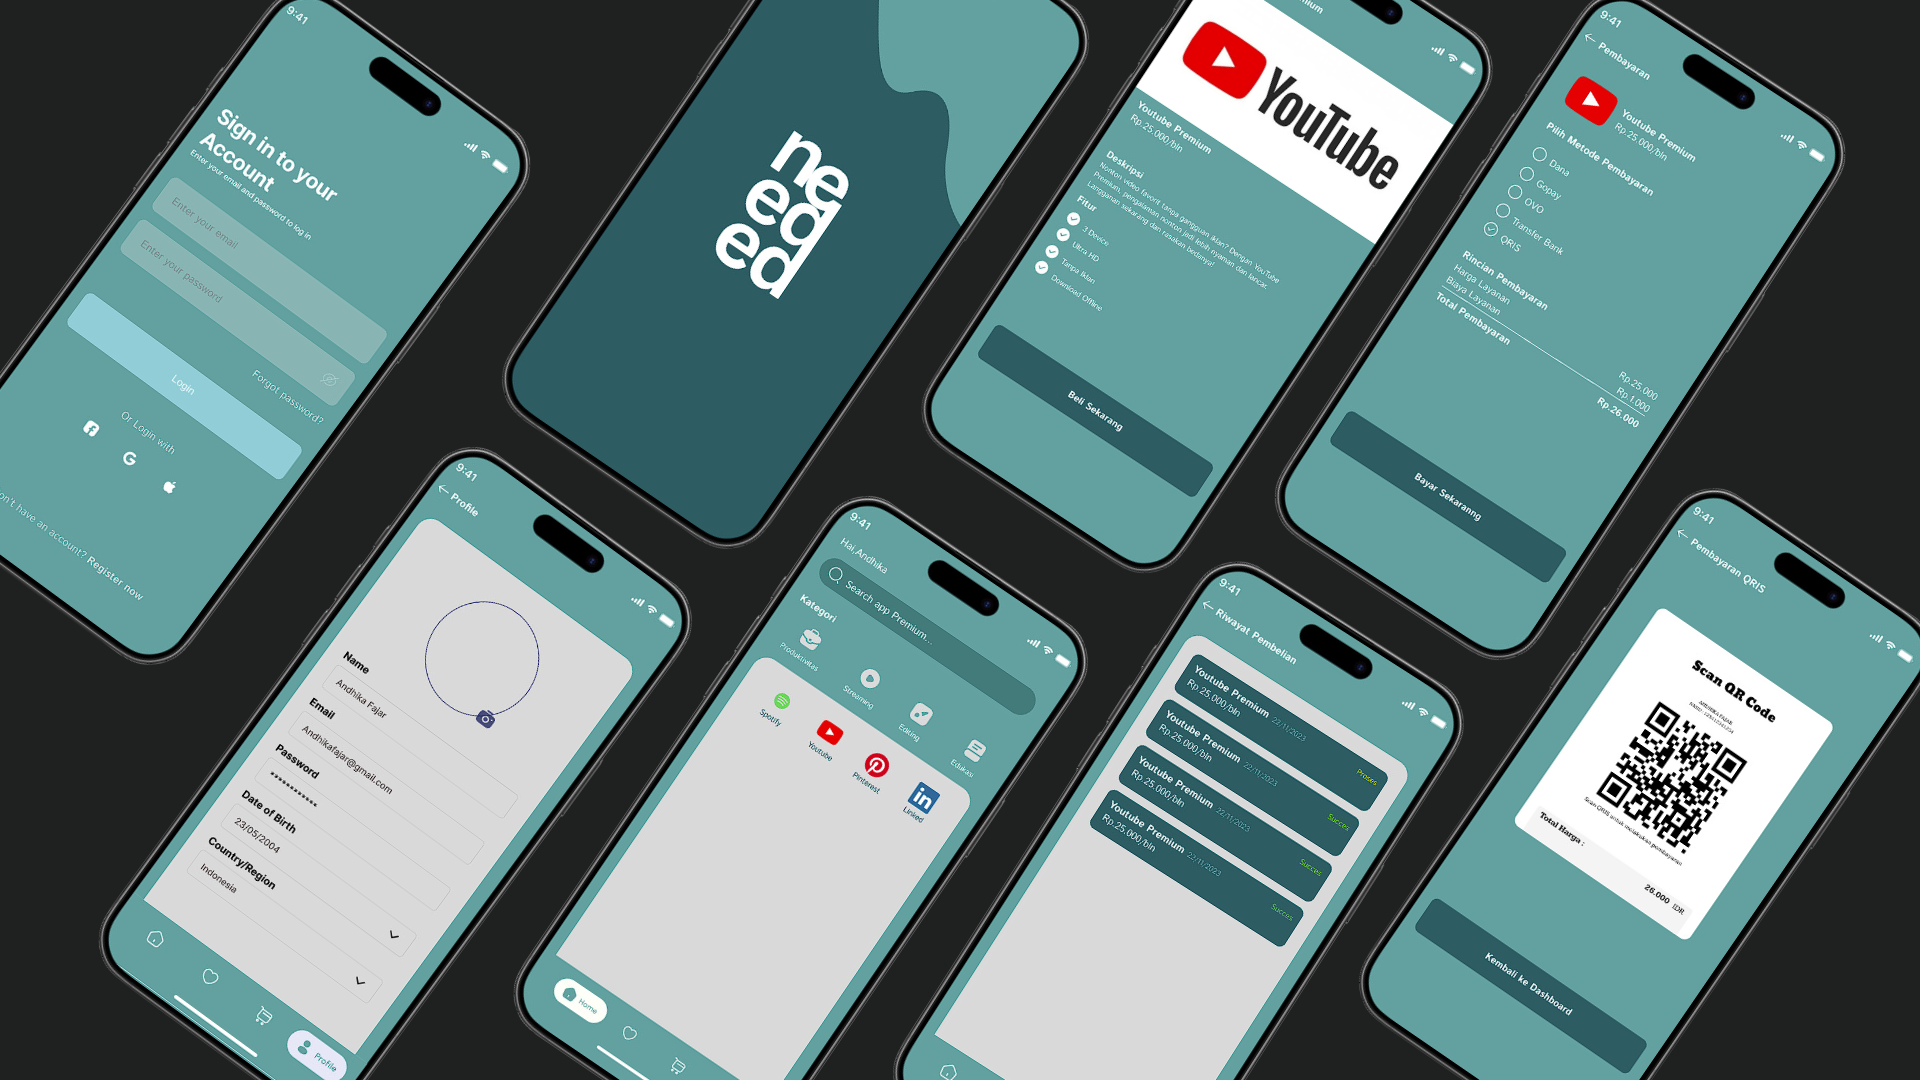 9:41
Sign in to your
Account
Enter your email and password to log in
Enter your email
Enter your password
Forgot password?
Login
Or Login with
G
on't have an account? Register now
ne
ed
ed
mium
YouTube
Youtube Premium
Rp.25,000/bln
Deskripsi
Nonton video favorit tanpa gangguan iklan? Dengan YouTube
Premium, pengalaman nonton jadi lebih nyaman dan lancar.
Langganan sekarang dan rasakan bedanya!
Fitur
3 Device
Ultra HD
Tanpa Iklan
Download Offline
Beli Sekarang
9:41
Pembayaran
Youtube Premium
Rp.25,000/bln
Pilih Metode Pembayaran
Dana
Gopay
OVO
Transfer Bank
QRIS
Rincian Pembayaran
Harga Layanan
Rp.25.000
Biaya Layanan
Rp.1.000
Total Pembayaran
Rp.26.000
Bayar Sekaranng
9:41
Profile
Name
Andhika Fajar
Email
Andhikafajar@gmail.com
Password
***********
Date of Birth
23/05/2004
Country/Region
Indonesia
Profile
9:41
Hai, Andhika
Search app Premium...
Kategori
Produktivitas
Streaming
Editing
Edukasi
Spotify
Youtube
Pinterest
in
Linked
Home
9:41
Riwayat Pembelian
Youtube Premium 22/11/2023
Rp 25,000/bln
Proses
Youtube Premium 22/11/2023
Rp 25,000/bln
Succes
Youtube Premium 22/11/2023
Rp.25,000/bln
Succes
Youtube Premium 22/11/2023
Rp.25,000/bln
Succes
9:41
Pembayaran QRIS
Scan QR Code
ANDHIKA FAJAR
Scan QRIS untuk melakukan pembayaran
Total Harga :
26.000 IDR
Kembali ke Dashboard